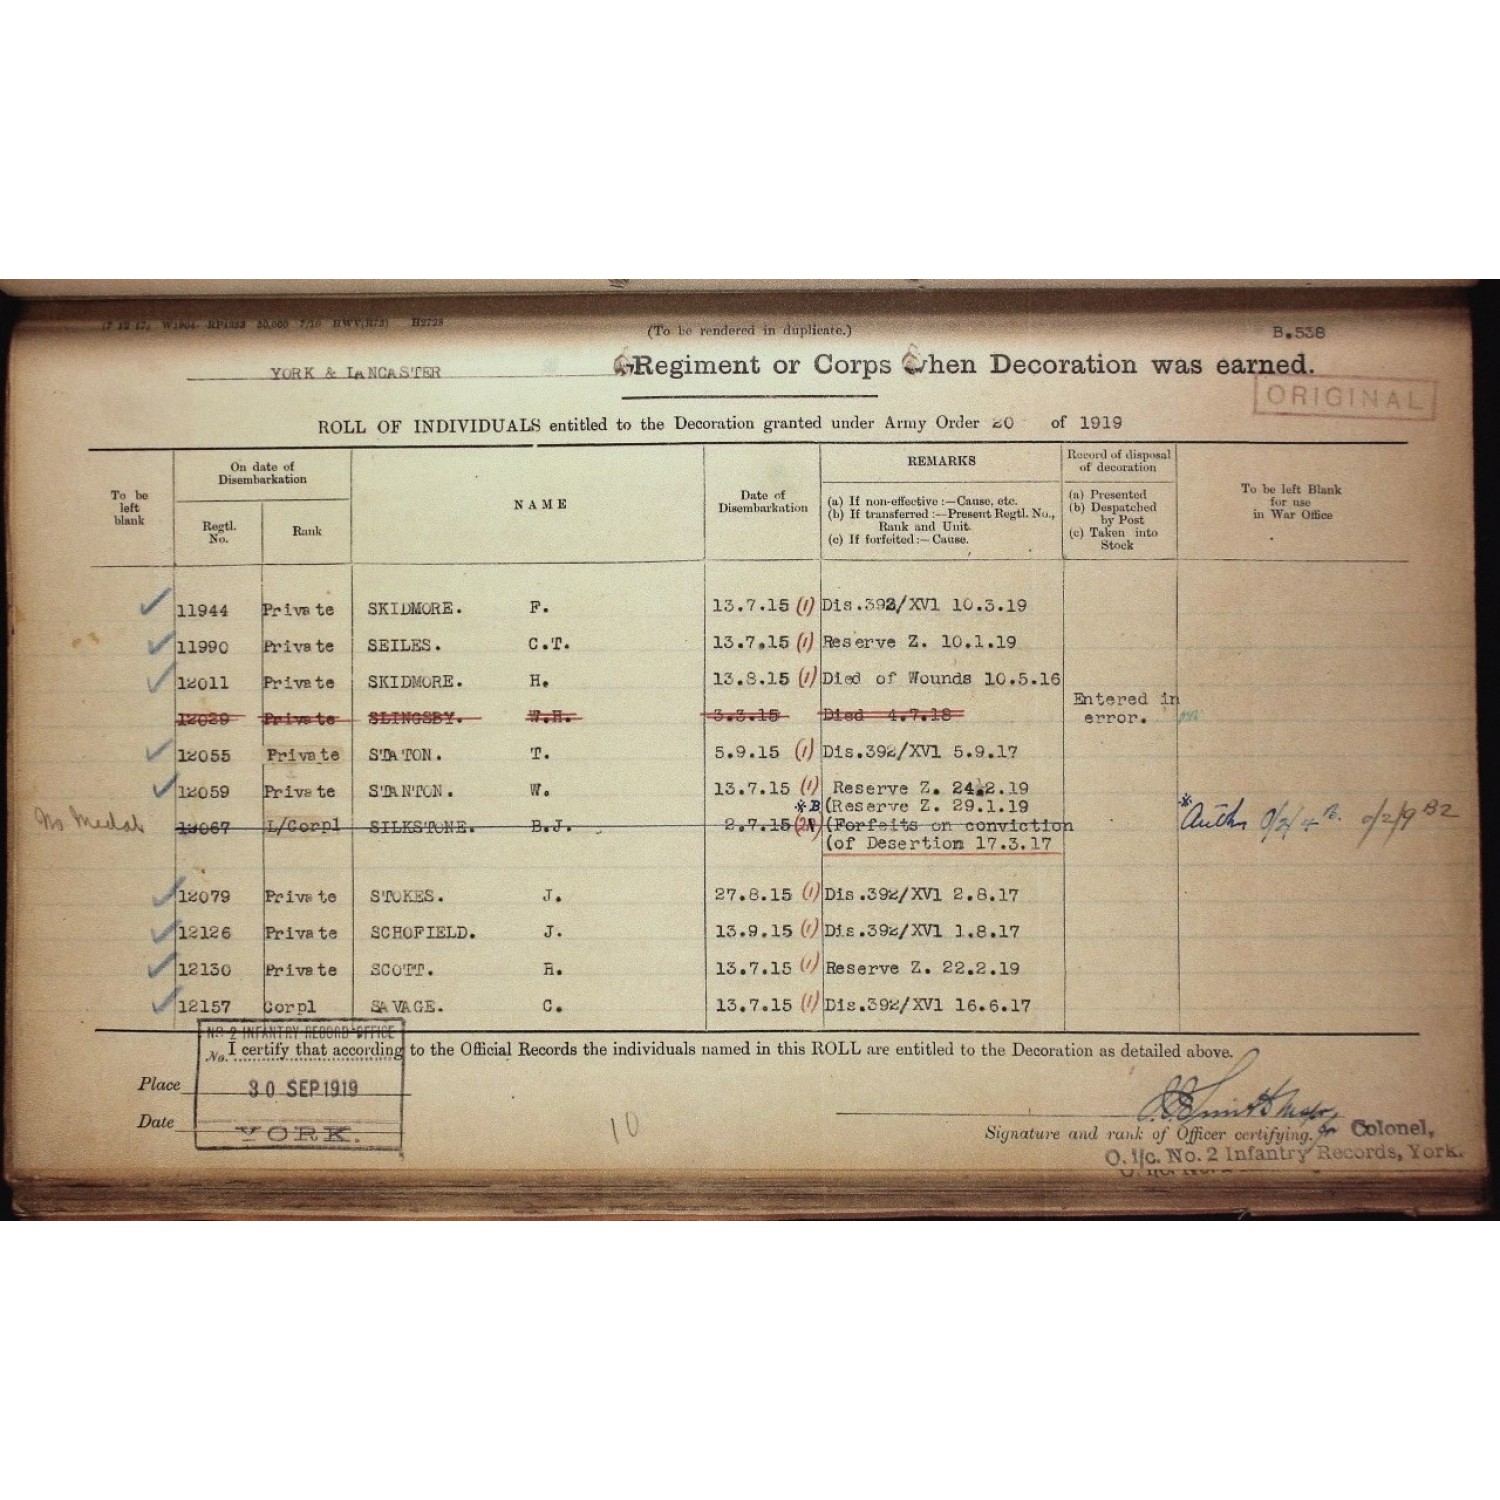 (To be rendered in duplicate.)
B.538
YORK & LANCASTER Regiment or Corps when Decoration was earned.
ORIGINAL
ROLL OF INDIVIDUALS entitled to the Decoration granted under Army Order 20 of 1919
To be left blank
On date of Disembarkation
Regtl. No.
Rank
NAME
Date of Disembarkation
REMARKS
(a) If non-effective :—Cause, etc.
(b) If transferred :—Present Regtl. No., Rank and Unit.
(c) If forfeited :—Cause.
Record of disposal of decoration
(a) Presented
(b) Despatched by Post
(c) Taken into Stock
To be left Blank for use in War Office
11944 Private SKIDMORE. F. 13.7.15 (1) Dis.392/XV1 10.3.19
11990 Private SEILES. C.T. 13.7.15 (1) Reserve Z. 10.1.19
12011 Private SKIDMORE. H. 13.8.15 (1) Died of Wounds 10.5.16
12029 Private SLINGSBY. W.H. 3.3.15 Died 4.7.18 Entered in error.
12055 Private STATON. T. 5.9.15 (1) Dis.392/XV1 5.9.17
12059 Private STANTON. W. 13.7.15 (1) Reserve Z. 24.2.19
※B (Reserve Z. 29.1.19
No Medals 12067 L/Corpl SILKSTONE. B.J. 2.7.15 (Forfeits on conviction ※
(of Desertion 17.3.17
12079 Private STOKES. J. 27.8.15 (1) Dis.392/XV1 2.8.17
12126 Private SCHOFIELD. J. 13.9.15 (1) Dis.392/XV1 1.8.17
12130 Private SCOTT. R. 13.7.15 (1) Reserve Z. 22.2.19
12157 Corpl SAVAGE. C. 13.7.15 (1) Dis.392/XV1 16.6.17
No. 2 INFANTRY RECORD OFFICE
No.
I certify that according to the Official Records the individuals named in this ROLL are entitled to the Decoration as detailed above.
Place
30 SEP 1919
Date
YORK.
10
Signature and rank of Officer certifying. for Colonel,
O. i/c. No. 2 Infantry Records, York.